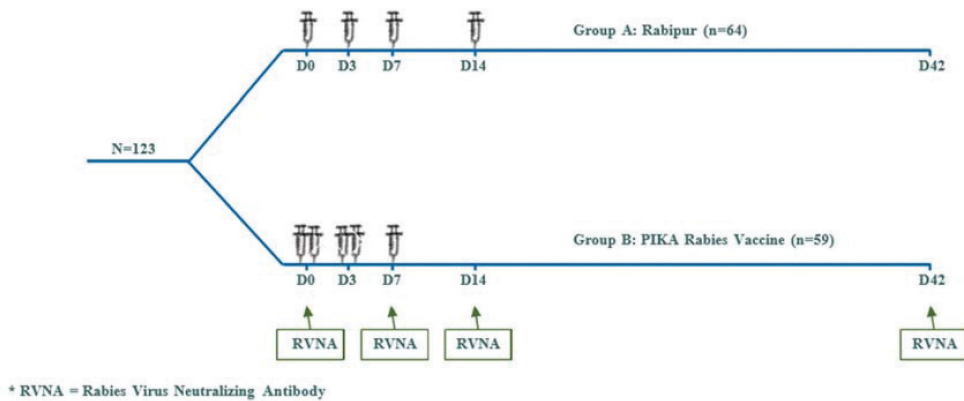 Group A: Rabipur (n=64)
D0 D3 D7 D14 D42
N=123
Group B: PIKA Rabies Vaccine (n=59)
D0 D3 D7 D14 D42
RVNA RVNA RVNA RVNA
* RVNA = Rabies Virus Neutralizing Antibody